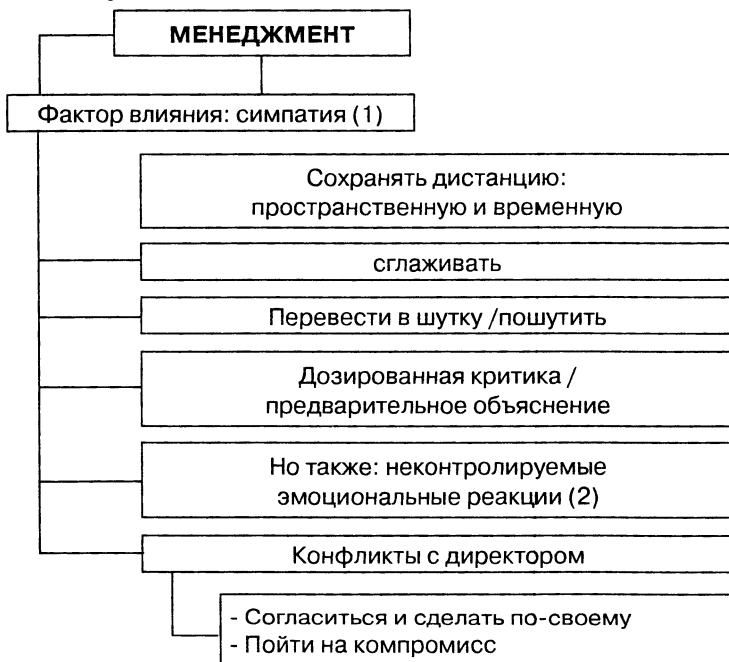 МЕНЕДЖМЕНТ
Фактор влияния: симпатия (1)
Сохранять дистанцию:
пространственную и временную
сглаживать
Перевести в шутку /пошутить
Дозированная критика /
предварительное объяснение
Но также: неконтролируемые
эмоциональные реакции (2)
Конфликты с директором
- Согласиться и сделать по-своему
- Пойти на компромисс